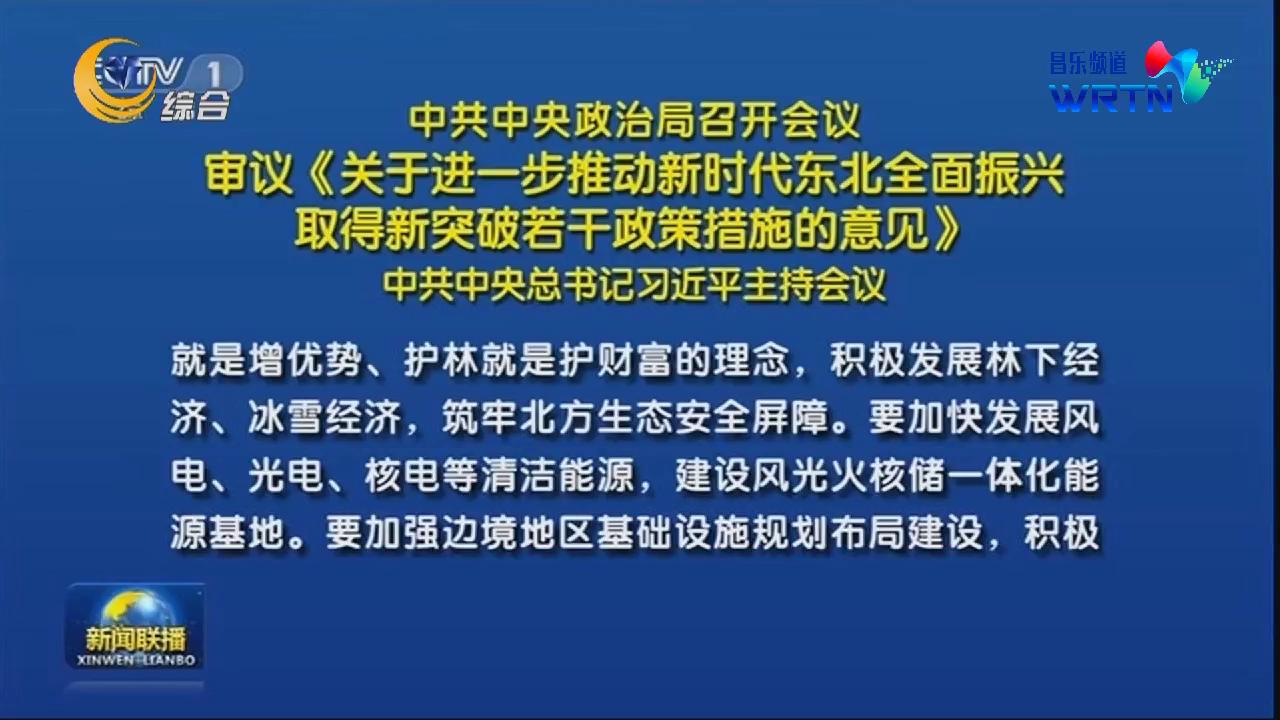 1
综合
昌乐频道
WRTN
中共中央政治局召开会议
审议《关于进一步推动新时代东北全面振兴
取得新突破若干政策措施的意见》
中共中央总书记习近平主持会议
就是增优势、护林就是护财富的理念，积极发展林下经
济、冰雪经济，筑牢北方生态安全屏障。要加快发展风
电、光电、核电等清洁能源，建设风光火核储一体化能
源基地。要加强边境地区基础设施规划布局建设，积极
新闻联播
XINWEN LIANBO